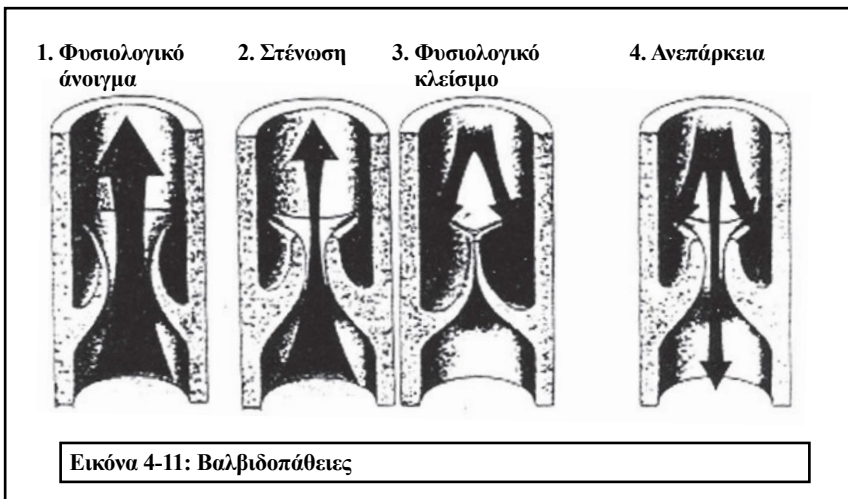 1. Φυσιολογικό
άνοιγμα
2. Στένωση
3. Φυσιολογικό
κλείσιμο
4. Ανεπάρκεια
Εικόνα 4-11: Βαλβιδοπάθειες